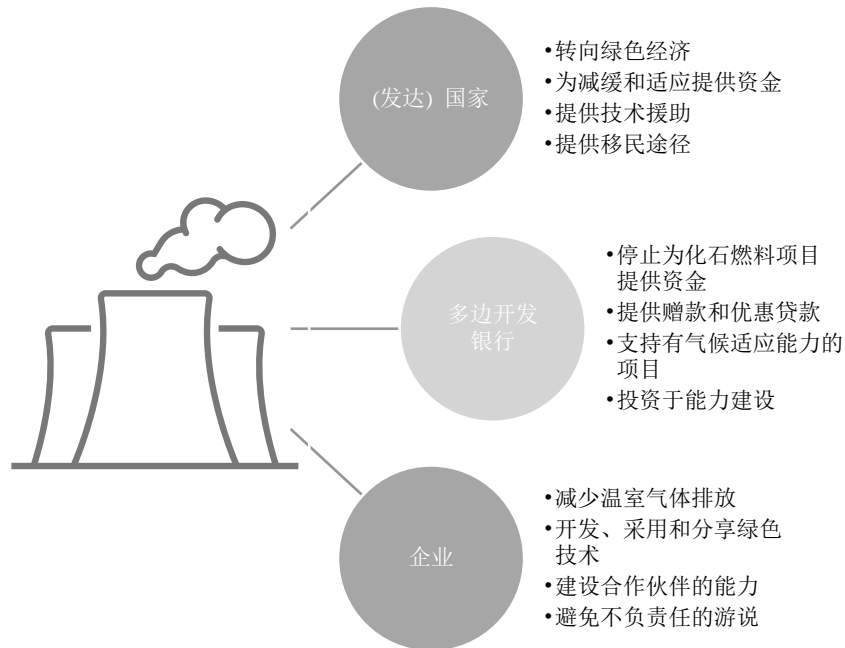 (发达) 国家
•转向绿色经济
•为减缓和适应提供资金
•提供技术援助
•提供移民途径
多边开发
银行
•停止为化石燃料项目
提供资金
•提供赠款和优惠贷款
•支持有气候适应能力的
项目
•投资于能力建设
企业
•减少温室气体排放
•开发、采用和分享绿色
技术
•建设合作伙伴的能力
•避免不负责任的游说